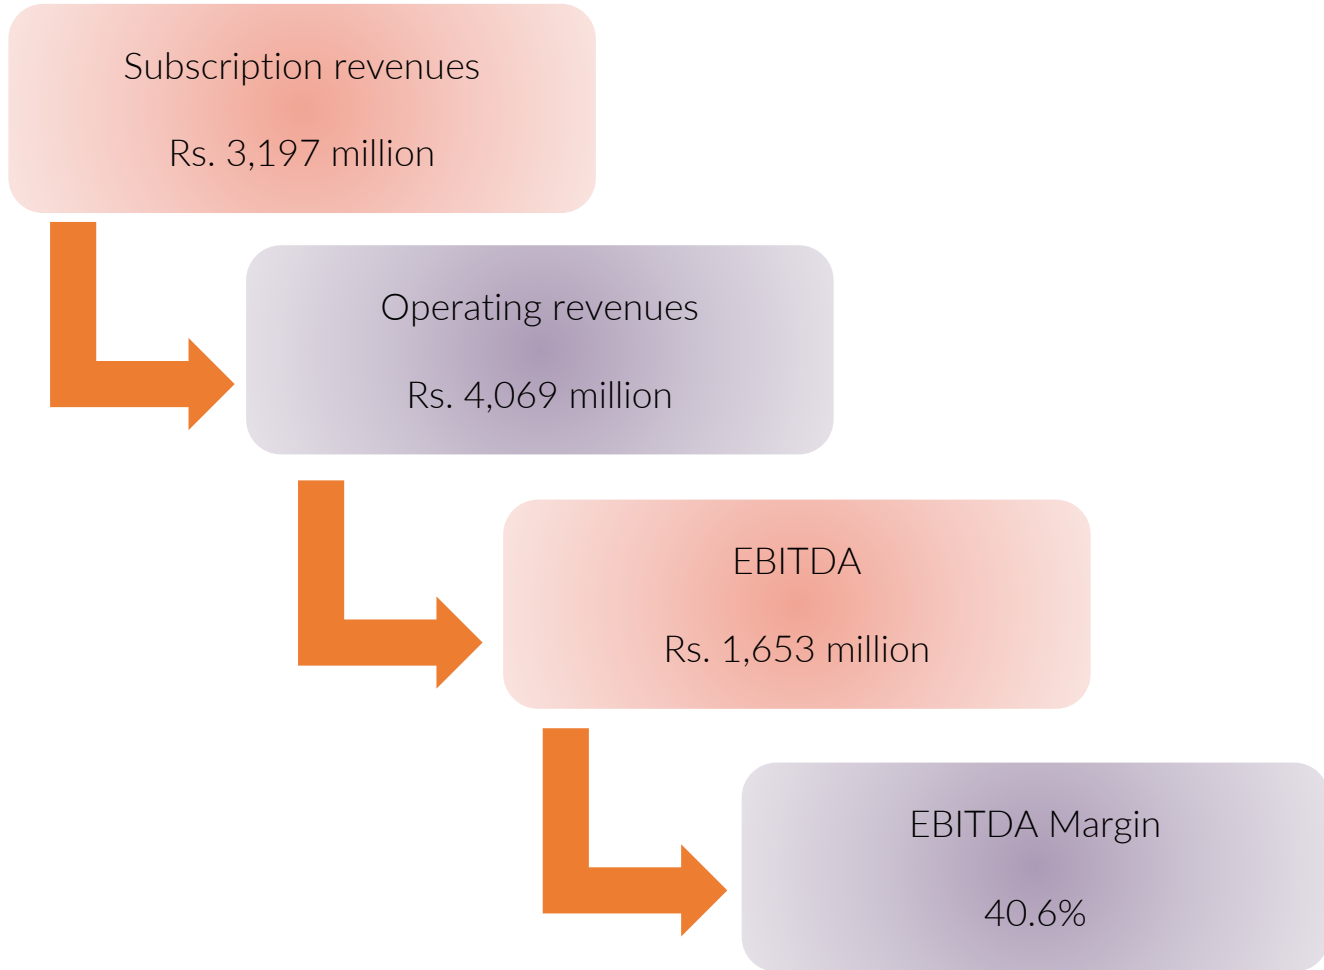 Subscription revenues
Rs. 3,197 million
Operating revenues
Rs. 4,069 million
EBITDA
Rs. 1,653 million
EBITDA Margin
40.6%